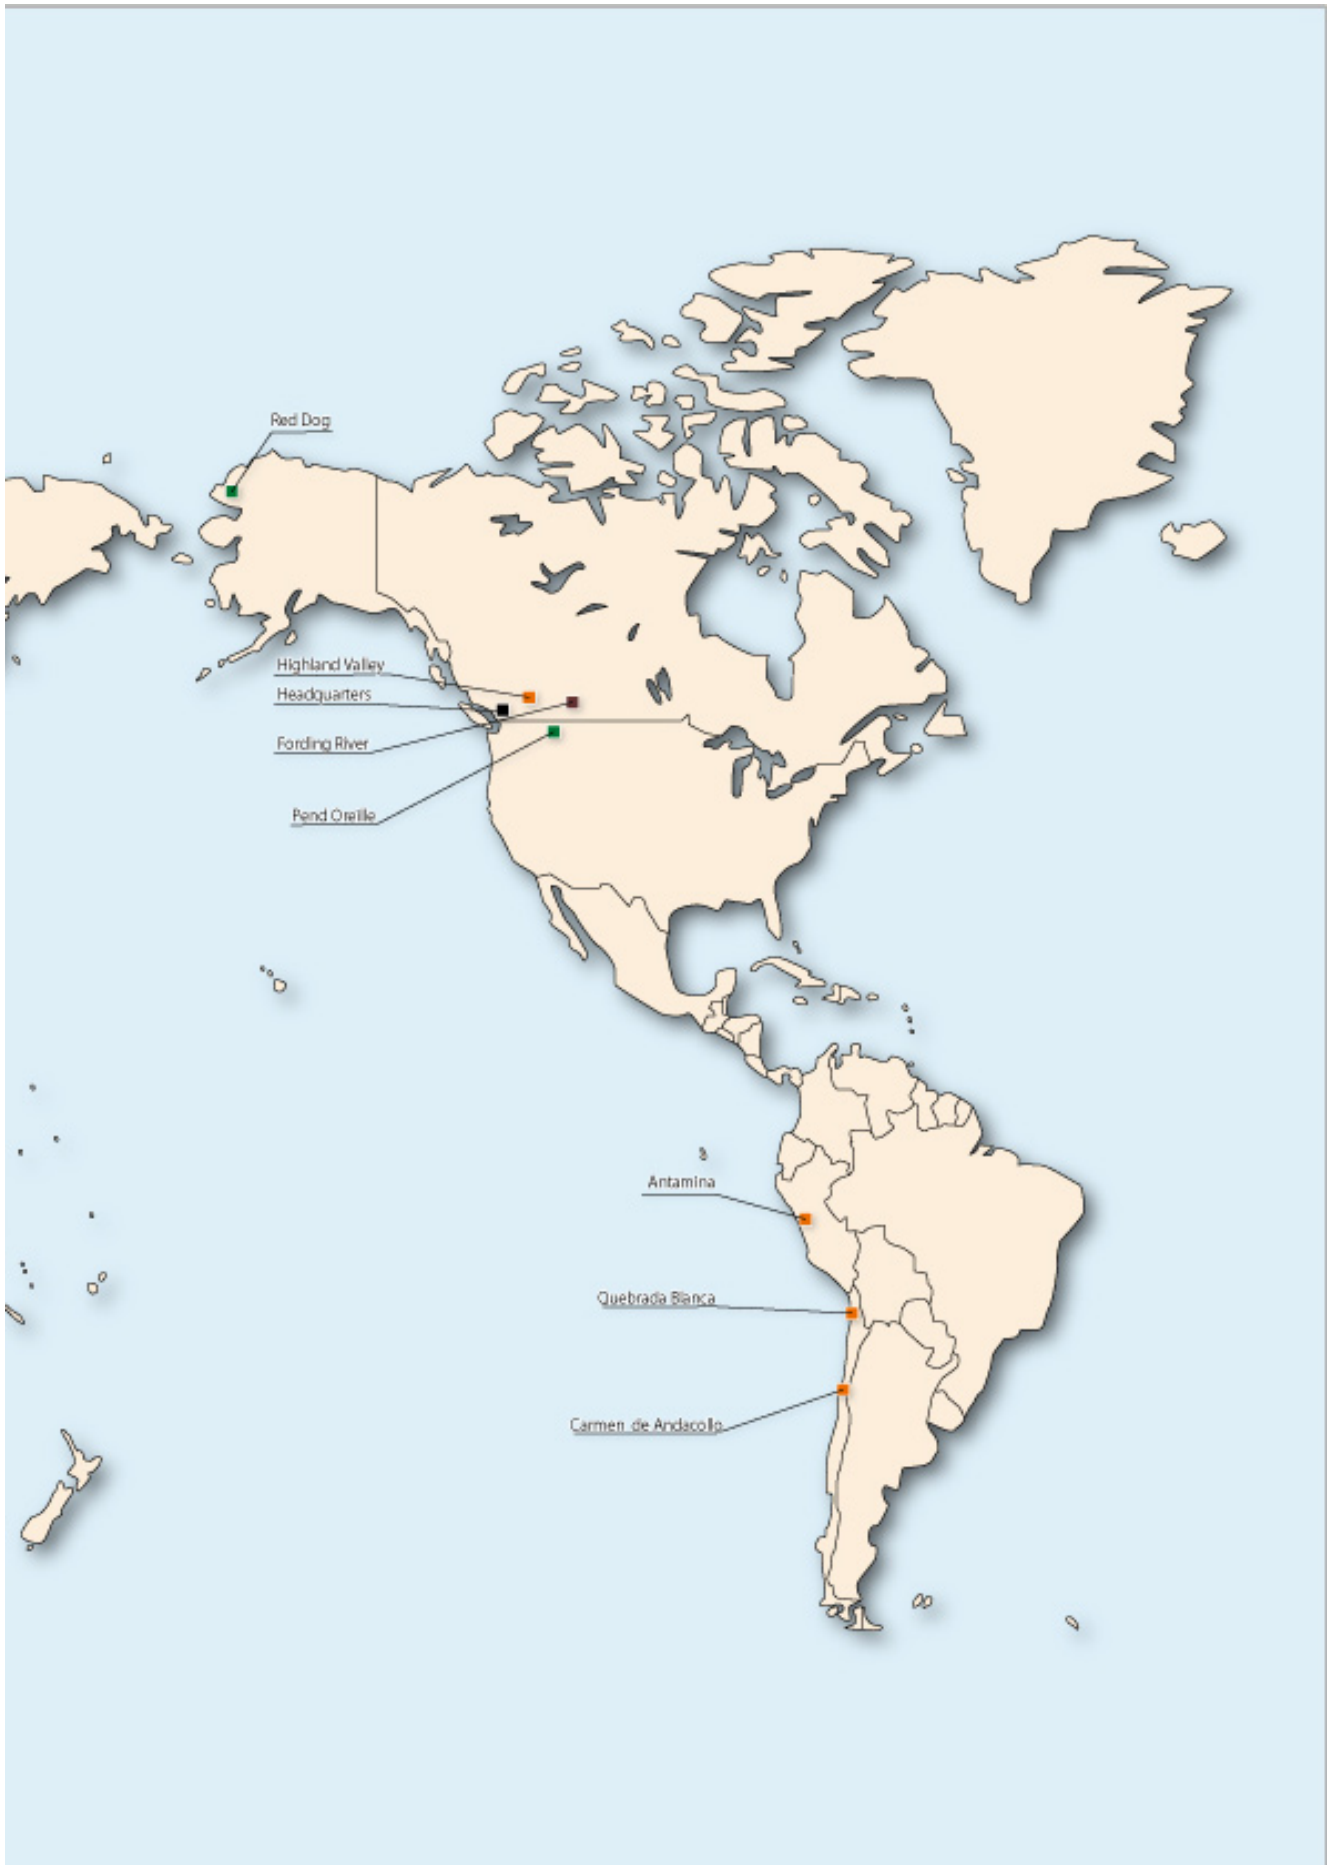 Red Dog
Highland Valley
Headquarters
Fording River
Pend Oreille
Antamina
Quebrada Blanca
Carmen de Andacollo